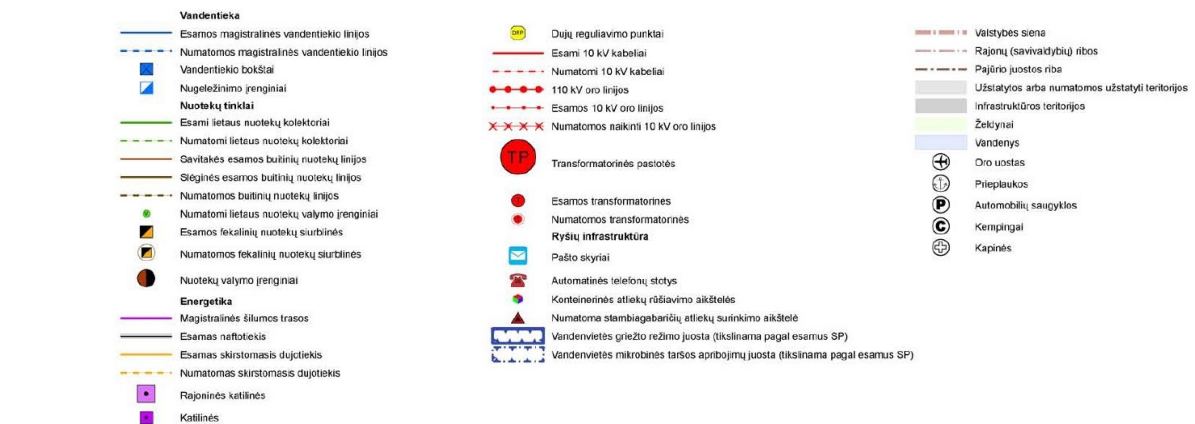 Vandentieka
Esamos magistralinės vandentiekio linijos
Numatomos magistralinės vandentiekio linijos
Vandentiekio bokštai
Nugeležinimo įrenginiai
Nuotekų tinklai
Esami lietaus nuotekų kolektoriai
Numatomi lietaus nuotekų kolektoriai
Savitakės esamos buitinių nuotekų linijos
Slėginės esamos buitinių nuotekų linijos
Numatomos buitinių nuotekų linijos
Numatomi lietaus nuotekų valymo įrenginiai
Esamos fekalinių nuotekų siurblinės
Numatomos fekalinių nuotekų siurblinės
Nuotekų valymo įrenginiai
Energetika
Magistralinės šilumos trasos
Esamas naftotiekis
Esamas skirstomasis dujotiekis
Numatomas skirstomasis dujotiekis
Rajoninės katilinės
Katilinės
DRP Dujų reguliavimo punktai
Esami 10 kV kabeliai
Numatomi 10 kV kabeliai
110 kV oro linijos
Esamos 10 kV oro linijos
Numatomos naikinti 10 kV oro linijos
TP Transformatorinės pastotės
Esamos transformatorinės
Numatomos transformatorinės
Ryšių infrastruktūra
Pašto skyriai
Automatinės telefonų stotys
Konteinerinės atliekų rūšiavimo aikštelės
Numatoma stambiagabaričių atliekų surinkimo aikštelė
Vandenvietės griežto režimo juosta (tikslinama pagal esamus SP)
Vandenvietės mikrobinės taršos apribojimų juosta (tikslinama pagal esamus SP)
Valstybės siena
Rajonų (savivaldybių) ribos
Pajūrio juostos riba
Užstatytos arba numatomos užstatyti teritorijos
Infrastruktūros teritorijos
Želdynai
Vandenys
Oro uostas
Prieplaukos
P Automobilių saugyklos
C Kempingai
Kapinės